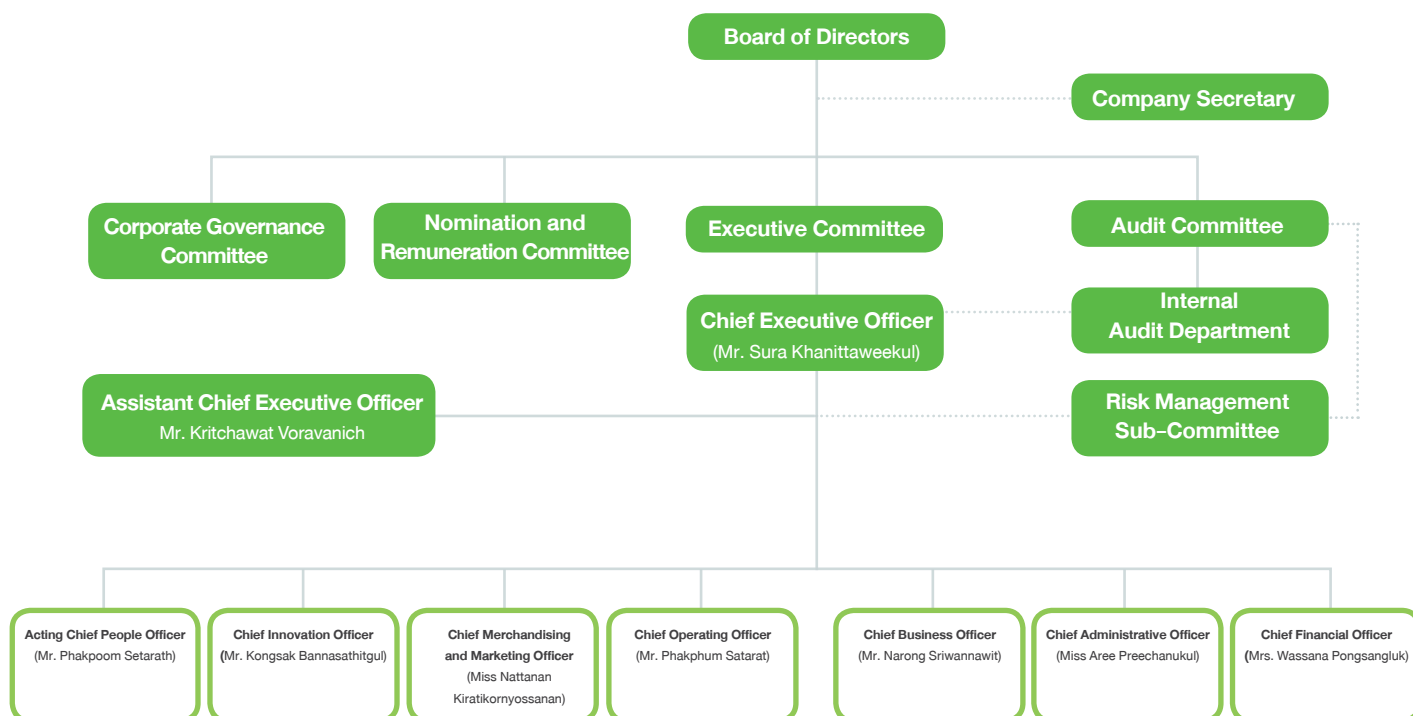 Board of Directors
Company Secretary
Corporate Governance
Committee
Nomination and
Remuneration Committee
Executive Committee
Audit Committee
Chief Executive Officer
(Mr. Sura Khanittaweekul)
Internal
Audit Department
Assistant Chief Executive Officer
Mr. Kritchawat Voravanich
Risk Management
Sub-Committee
Acting Chief People Officer
(Mr. Phakpoom Setarath)
Chief Innovation Officer
(Mr. Kongsak Bannasathitgul)
Chief Merchandising
and Marketing Officer
(Miss Nattanan
Kiratikornyossanan)
Chief Operating Officer
(Mr. Phakphum Satarat)
Chief Business Officer
(Mr. Narong Sriwannawit)
Chief Administrative Officer
(Miss Aree Preechanukul)
Chief Financial Officer
(Mrs. Wassana Pongsangluk)